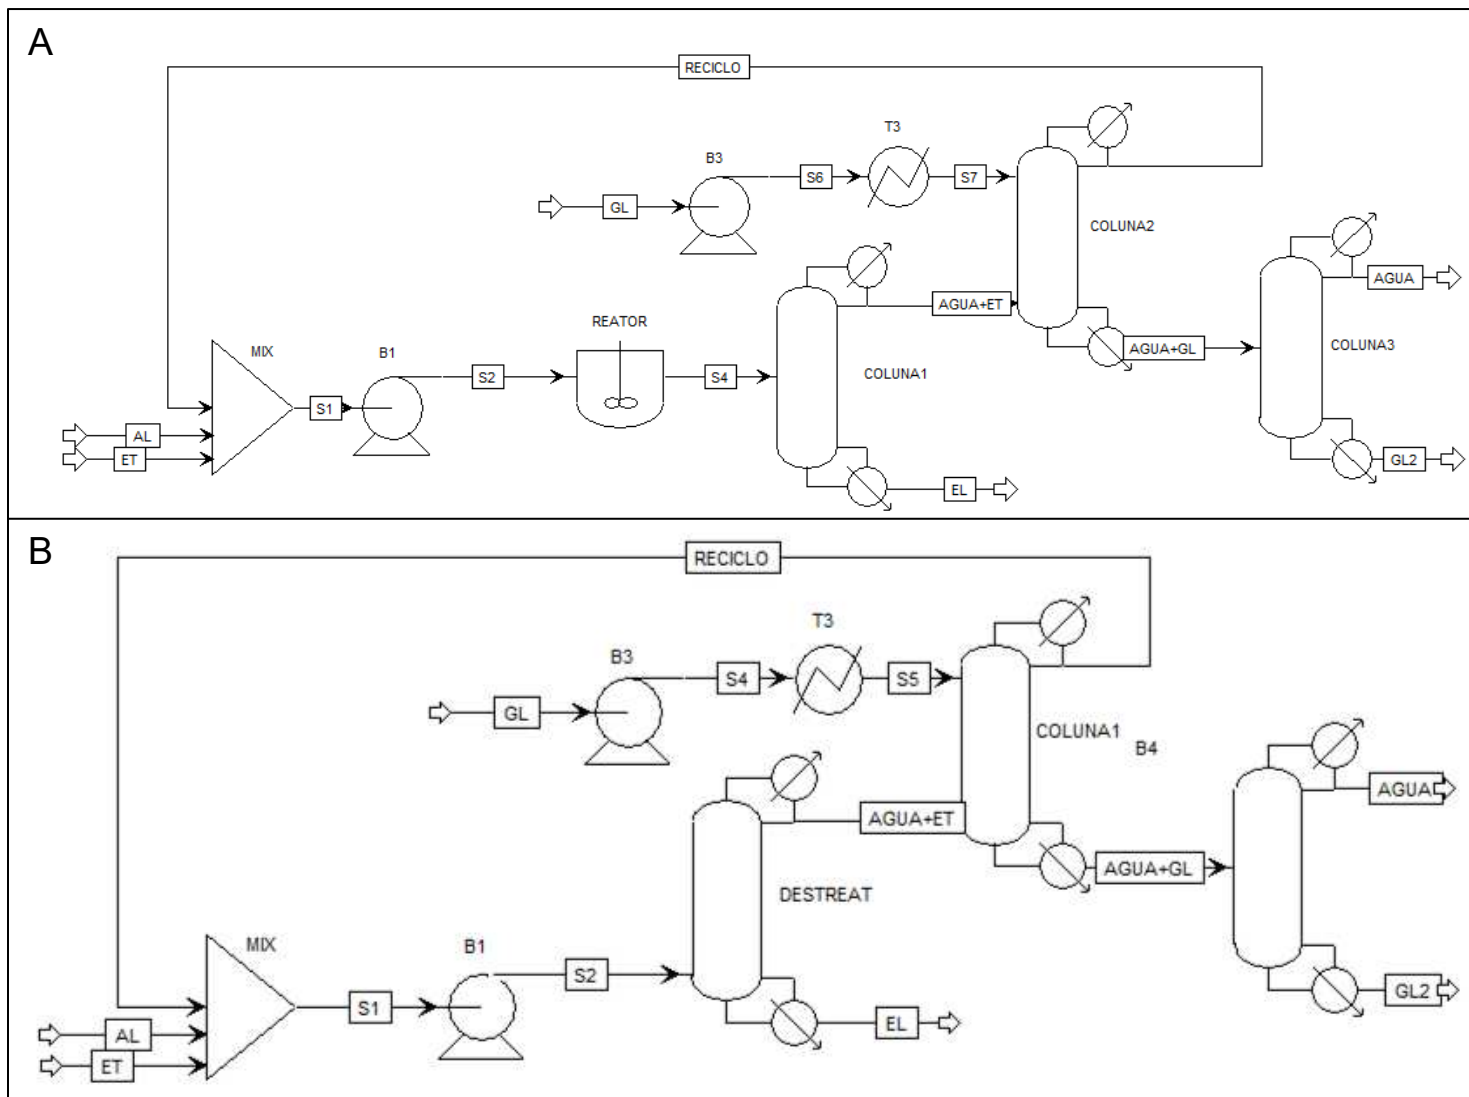 A
RECICLO
T3
B3
S6
S7
GL
COLUNA2
AGUA
AGUA+ET
REATOR
MIX
B1
AGUA+GL
COLUNA3
S2
S4
COLUNA1
S1
AL
ET
GL2
EL
B
RECICLO
T3
B3
S4
S5
GL
COLUNA1
B4
AGUA
AGUA+ET
AGUA+GL
DESTREAT
MIX
B1
S2
S1
GL2
EL
AL
ET